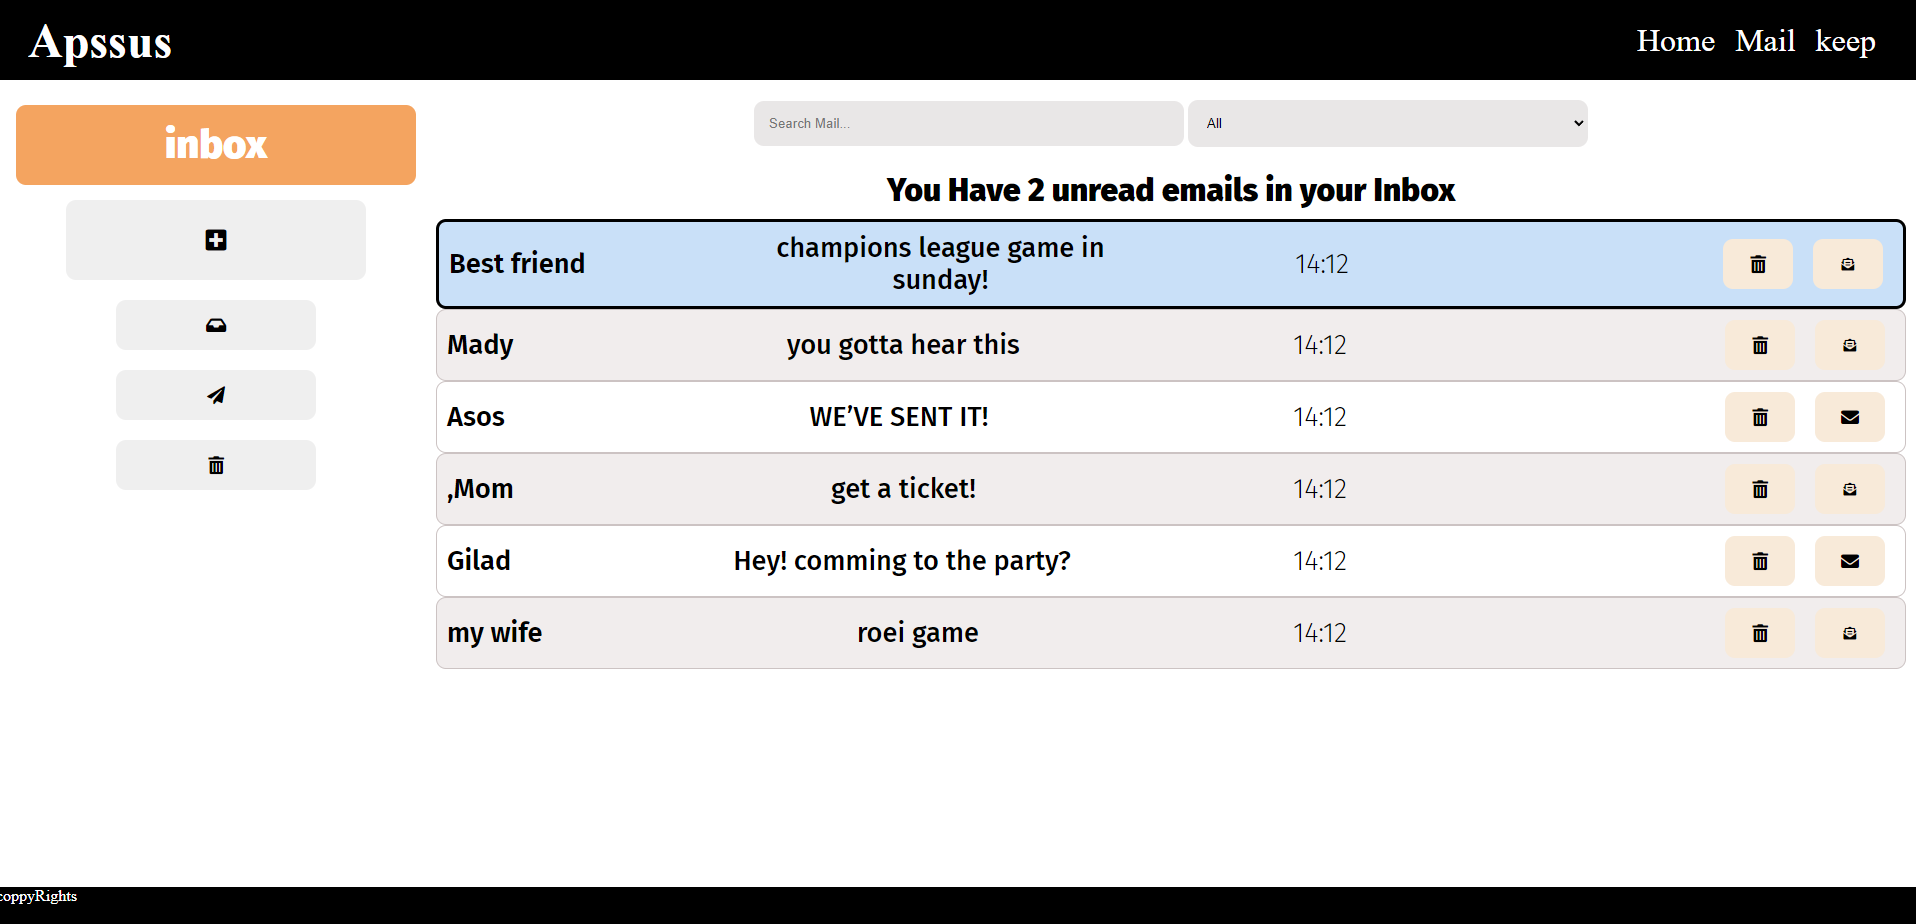 Apssus
Home Mail keep
inbox
Search Mail...
All
You Have 2 unread emails in your Inbox
Best friend
champions league game in
sunday!
14:12
Mady
you gotta hear this
14:12
Asos
WE’VE SENT IT!
14:12
,Mom
get a ticket!
14:12
Gilad
Hey! comming to the party?
14:12
my wife
roei game
14:12
coppyRights